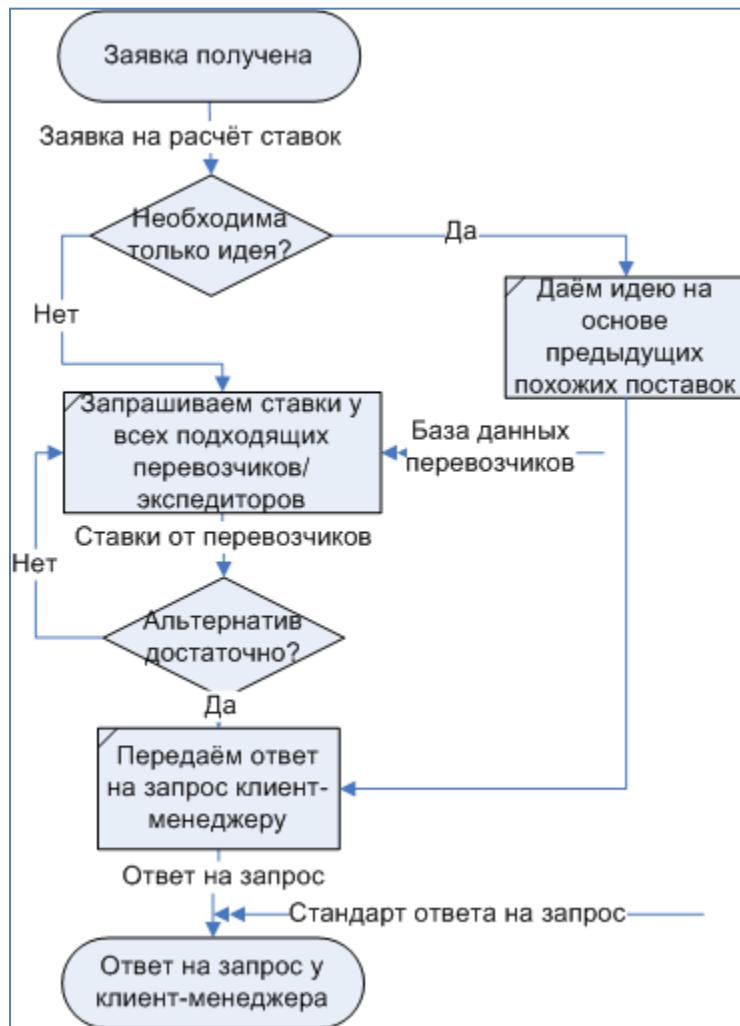 Заявка получена
Заявка на расчёт ставок
Необходима
только идея?
Да
Нет
Даём идею на
основе
предыдущих
похожих поставок
Запрашиваем ставки у
всех подходящих
перевозчиков/
экспедиторов
База данных
перевозчиков
Ставки от перевозчиков
Нет
Альтернатив
достаточно?
Да
Передаём ответ
на запрос клиент-
менеджеру
Ответ на запрос
Стандарт ответа на запрос
Ответ на запрос у
клиент-менеджера